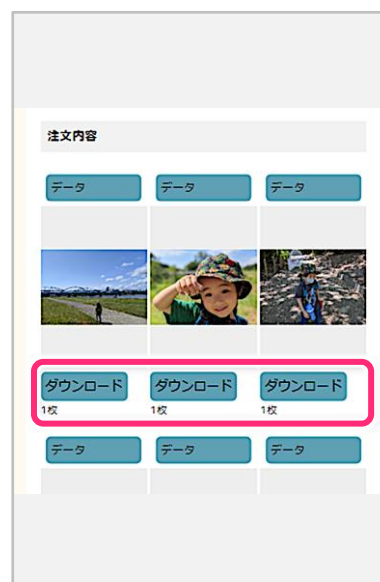 注文内容
データ データ データ
ダウンロード ダウンロード ダウンロード
1枚 1枚 1枚
データ データ データ